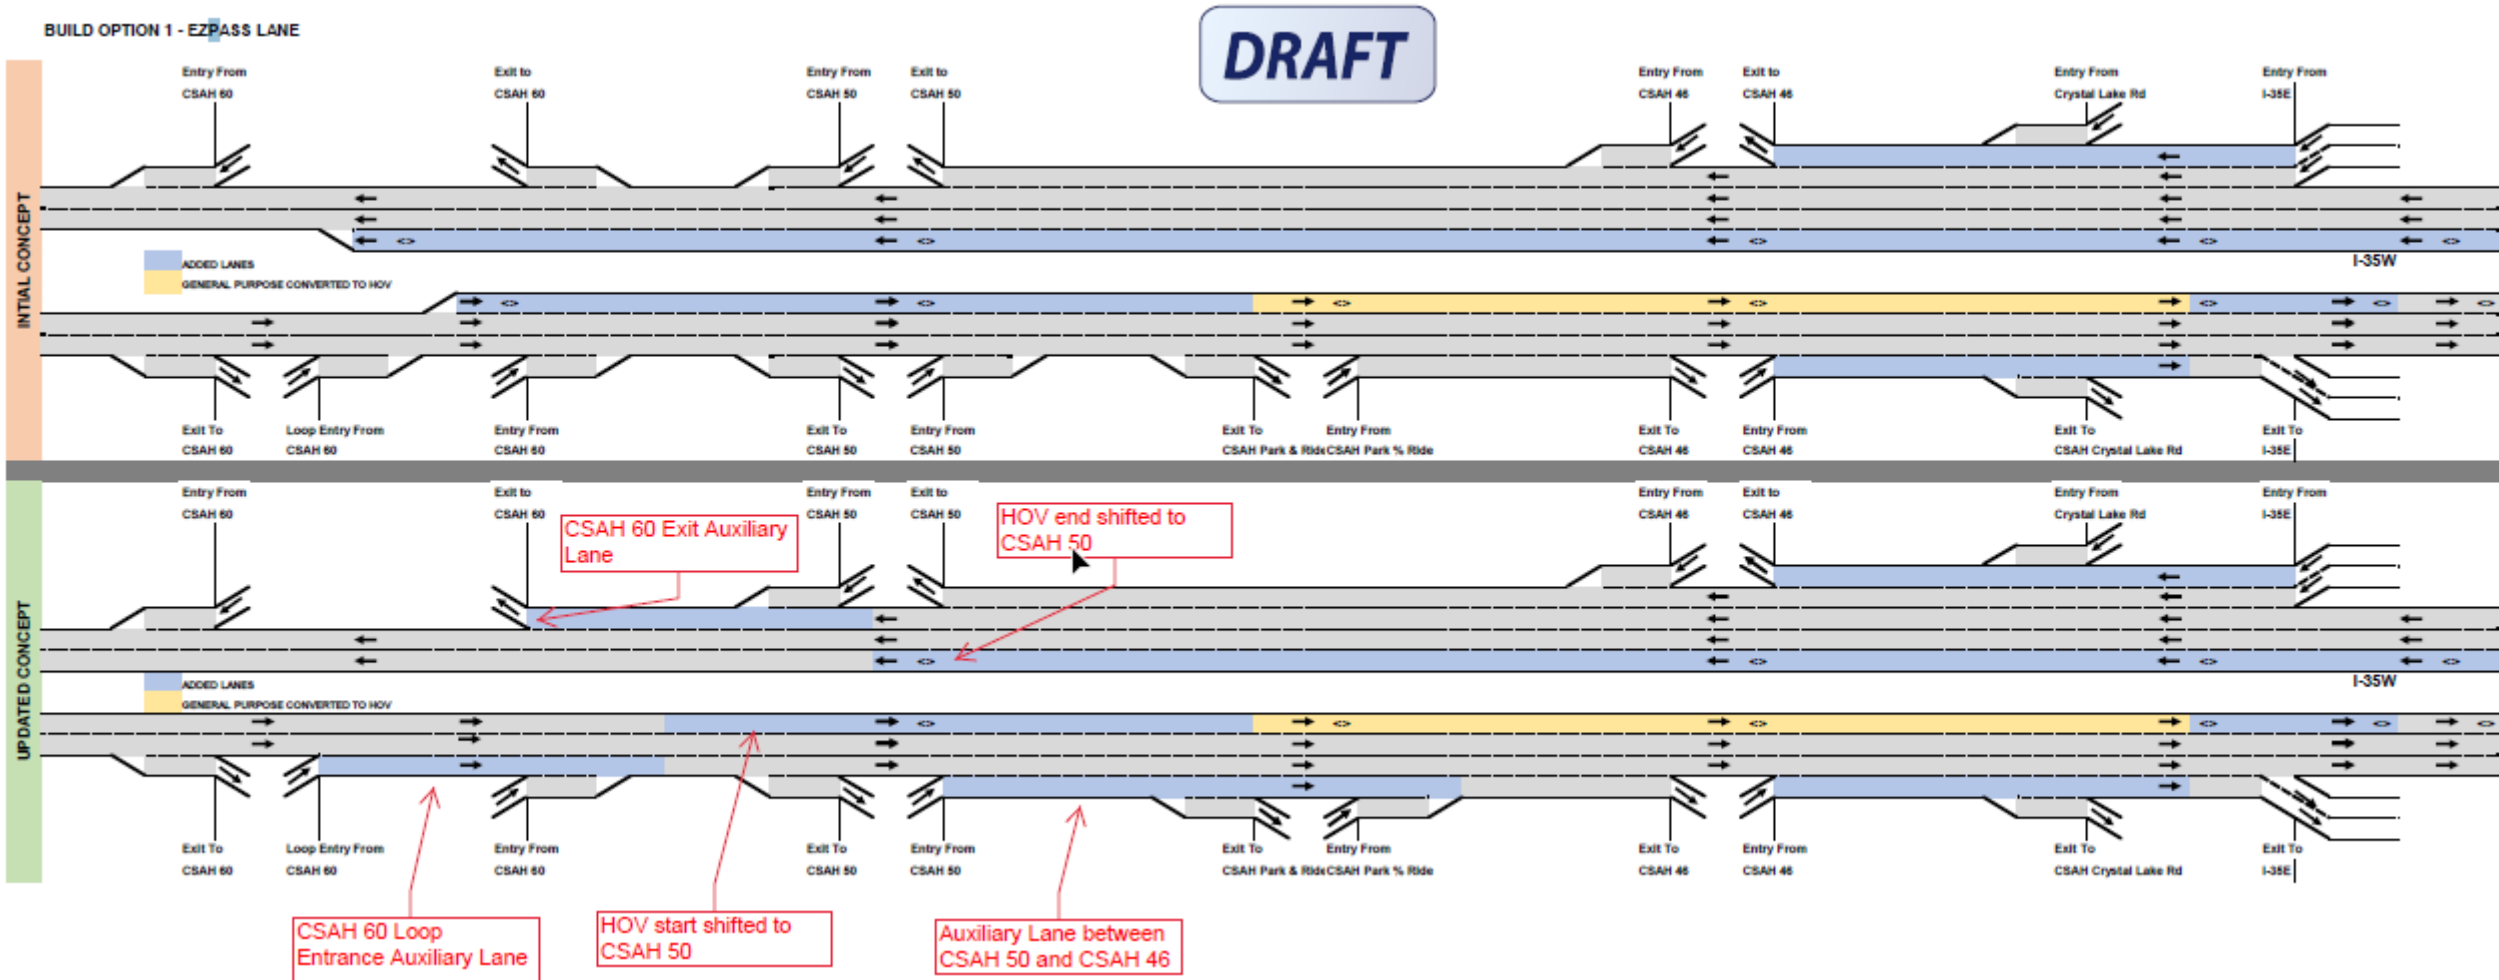 BUILD OPTION 1 - EZPASS LANE
DRAFT
INTIAL CONCEPT
Entry From
CSAH 60
Exit to
CSAH 60
Entry From
CSAH 50
Exit to
CSAH 50
Entry From
CSAH 46
Exit to
CSAH 46
Entry From
Crystal Lake Rd
Entry From
I-35E
ADDED LANES
GENERAL PURPOSE CONVERTED TO HOV
I-35W
Exit To
CSAH 60
Loop Entry From
CSAH 60
Entry From
CSAH 60
Exit To
CSAH 50
Entry From
CSAH 50
Exit To
CSAH Park & Ride
Entry From
CSAH Park % Ride
Exit To
CSAH 46
Entry From
CSAH 46
Exit To
CSAH Crystal Lake Rd
Exit To
I-35E
UPDATED CONCEPT
Entry From
CSAH 60
Exit to
CSAH 60
CSAH 60 Exit Auxiliary
Lane
Entry From
CSAH 50
Exit to
CSAH 50
HOV end shifted to
CSAH 50
Entry From
CSAH 46
Exit to
CSAH 46
Entry From
Crystal Lake Rd
Entry From
I-35E
ADDED LANES
GENERAL PURPOSE CONVERTED TO HOV
I-35W
Exit To
CSAH 60
Loop Entry From
CSAH 60
Entry From
CSAH 60
Exit To
CSAH 50
Entry From
CSAH 50
Exit To
CSAH Park & Ride
Entry From
CSAH Park % Ride
Exit To
CSAH 46
Entry From
CSAH 46
Exit To
CSAH Crystal Lake Rd
Exit To
I-35E
CSAH 60 Loop
Entrance Auxiliary Lane
HOV start shifted to
CSAH 50
Auxiliary Lane between
CSAH 50 and CSAH 46